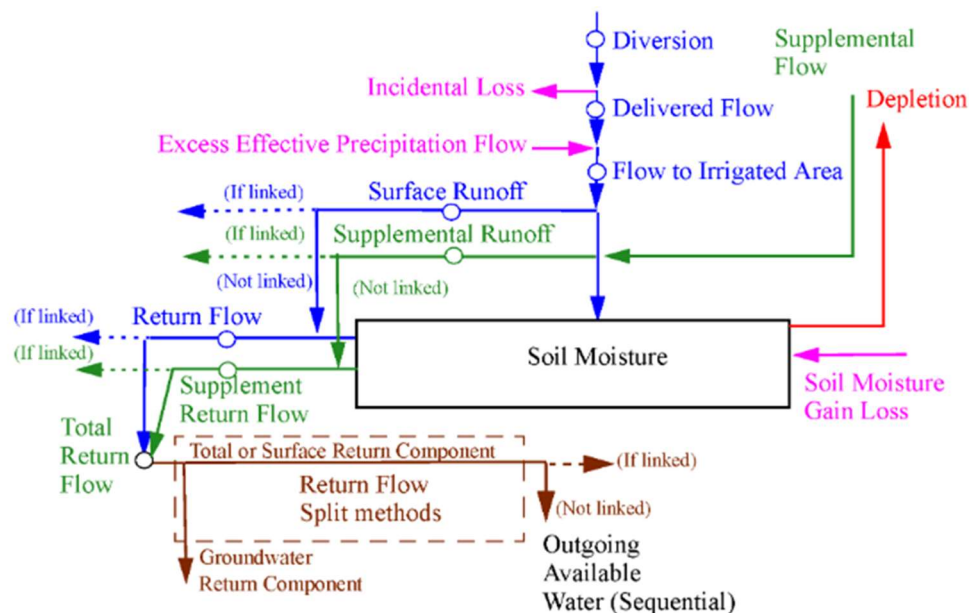 Diversion
Supplemental
Flow
Incidental Loss
Delivered Flow
Depletion
Excess Effective Precipitation Flow
Flow to Irrigated Area
(If linked)
Surface Runoff
(If linked)
Supplemental Runoff
(Not linked)
(Not linked)
(If linked)
Return Flow
(If linked)
Soil Moisture
Supplement
Return Flow
Soil Moisture
Gain Loss
Total
Return
Flow
Total or Surface Return Component
(If linked)
Return Flow
Split methods
(Not linked)
Groundwater
Return Component
Outgoing
Available
Water (Sequential)